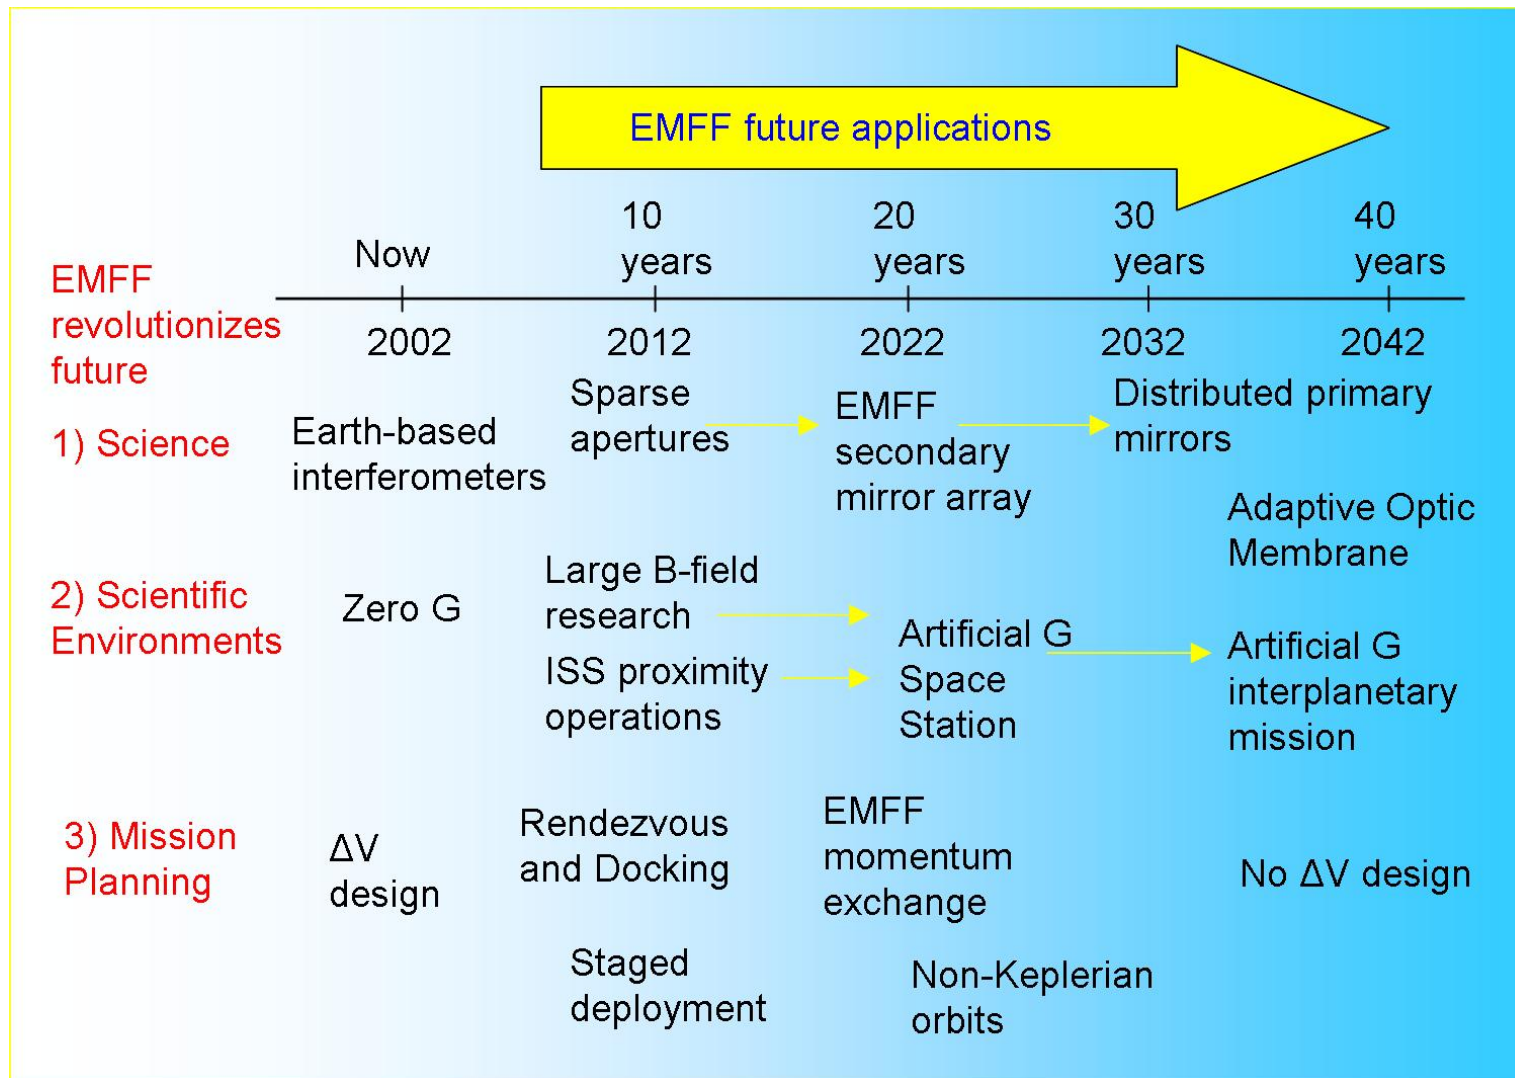 EMFF future applications
Now
10
years
20
years
30
years
40
years
2002
2012
2022
2032
2042
EMFF
revolutionizes
future
1) Science
Earth-based
interferometers
Sparse
apertures
EMFF
secondary
mirror array
Distributed primary
mirrors
Adaptive Optic
Membrane
2) Scientific
Environments
Zero G
Large B-field
research
ISS proximity
operations
Artificial G
Space
Station
Artificial G
interplanetary
mission
3) Mission
Planning
ΔV
design
Rendezvous
and Docking
EMFF
momentum
exchange
No ΔV design
Staged
deployment
Non-Keplerian
orbits